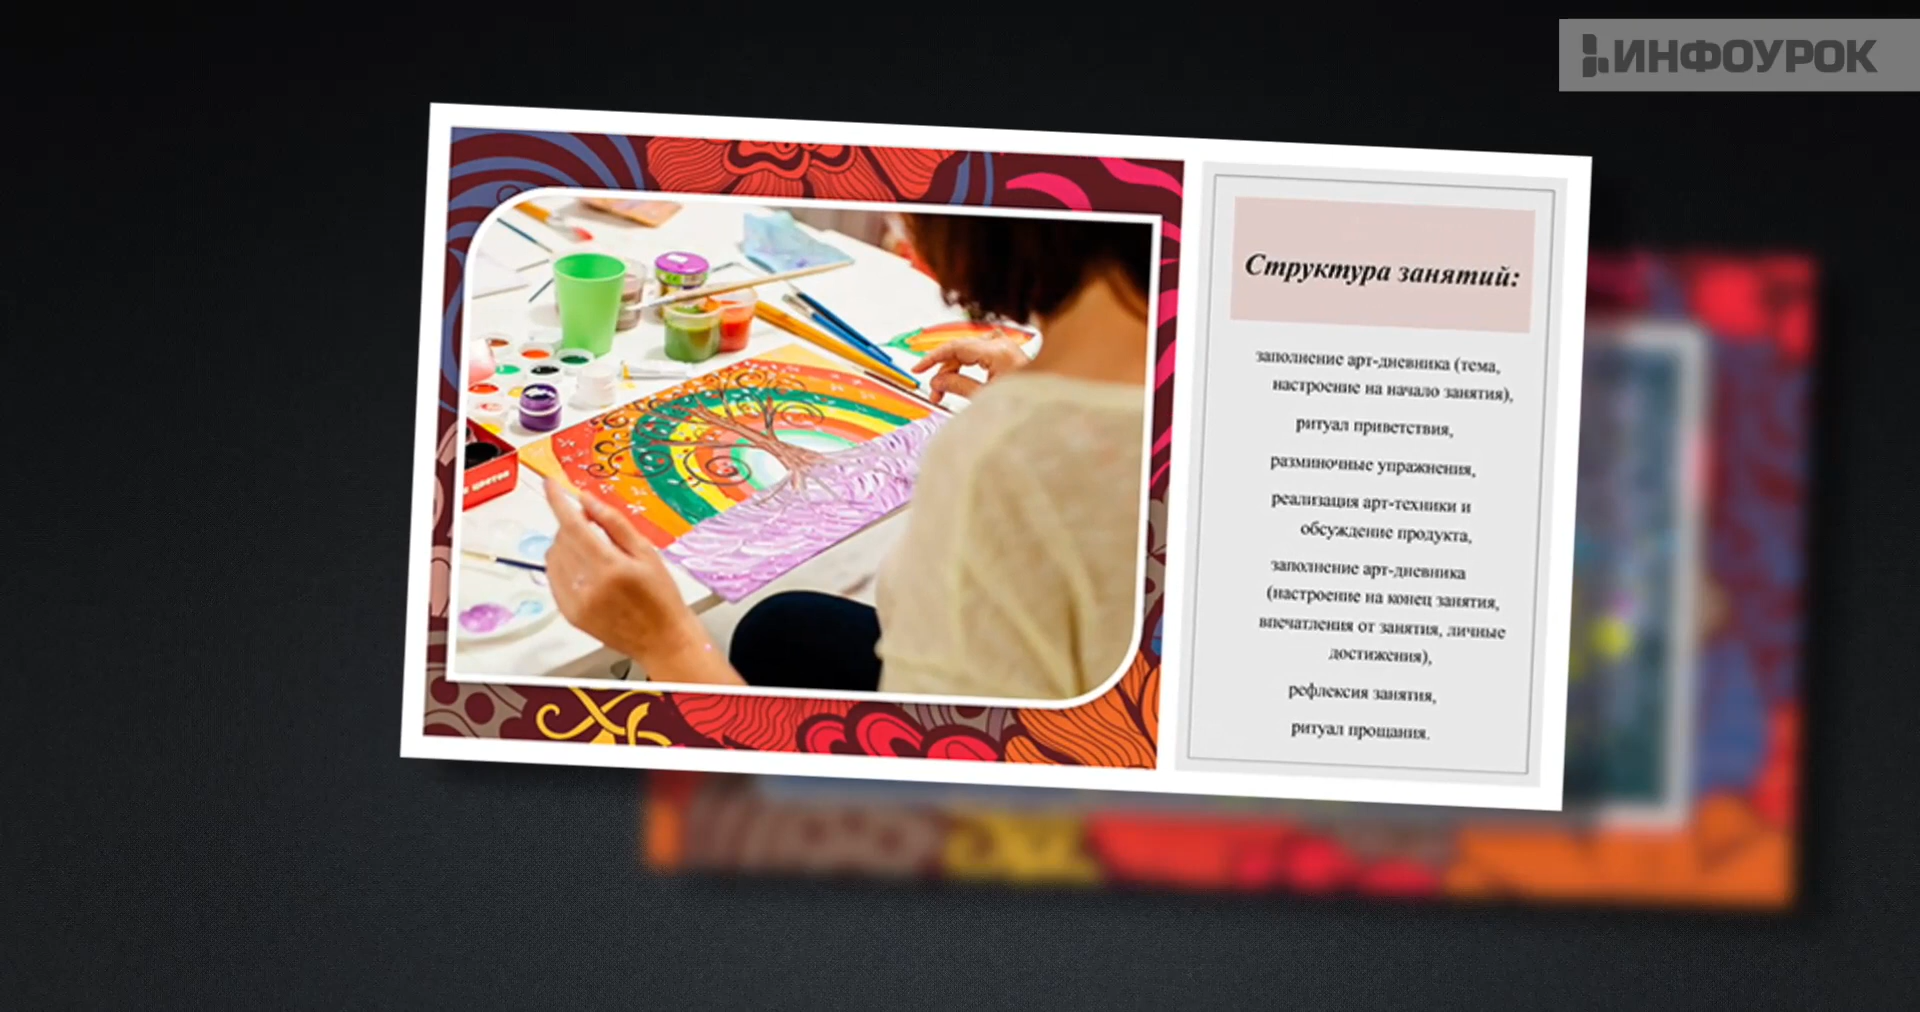 ИНФОУРОК
Структура занятий:
заполнение арт-дневника (тема,
настроение на начало занятия),
ритуал приветствия,
разминочные упражнения,
реализация арт-техники и
обсуждение продукта,
заполнение арт-дневника
(настроение на конец занятия,
впечатления от занятия, личные
достижения),
рефлексия занятия,
ритуал прощания.